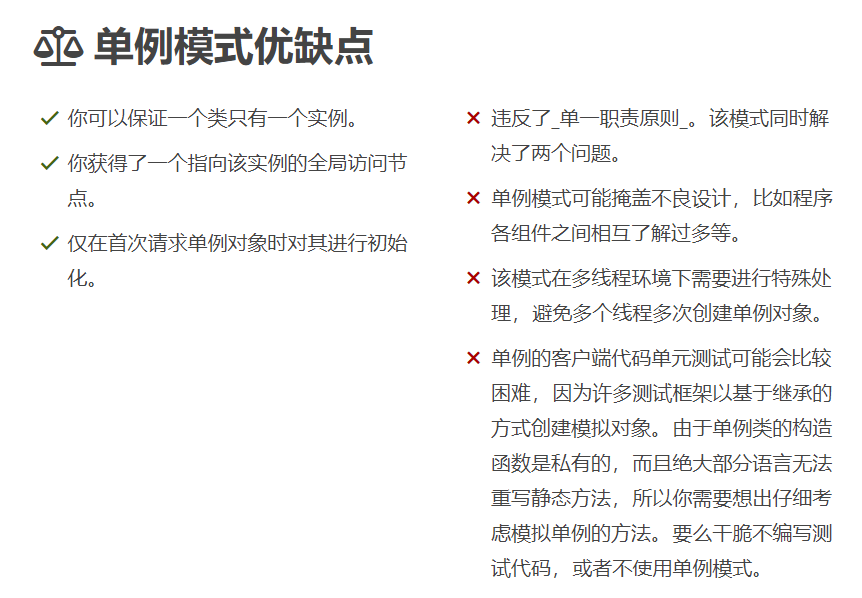 单例模式优缺点
你可以保证一个类只有一个实例。
你获得了一个指向该实例的全局访问节
点。
仅在首次请求单例对象时对其进行初始
化。
违反了_单一职责原则_。该模式同时解
决了两个问题。
单例模式可能掩盖不良设计，比如程序
各组件之间相互了解过多等。
该模式在多线程环境下需要进行特殊处
理，避免多个线程多次创建单例对象。
单例的客户端代码单元测试可能会比较
困难，因为许多测试框架以基于继承的
方式创建模拟对象。由于单例类的构造
函数是私有的，而且绝大部分语言无法
重写静态方法，所以你需要想出仔细考
虑模拟单例的方法。要么干脆不编写测
试代码，或者不使用单例模式。